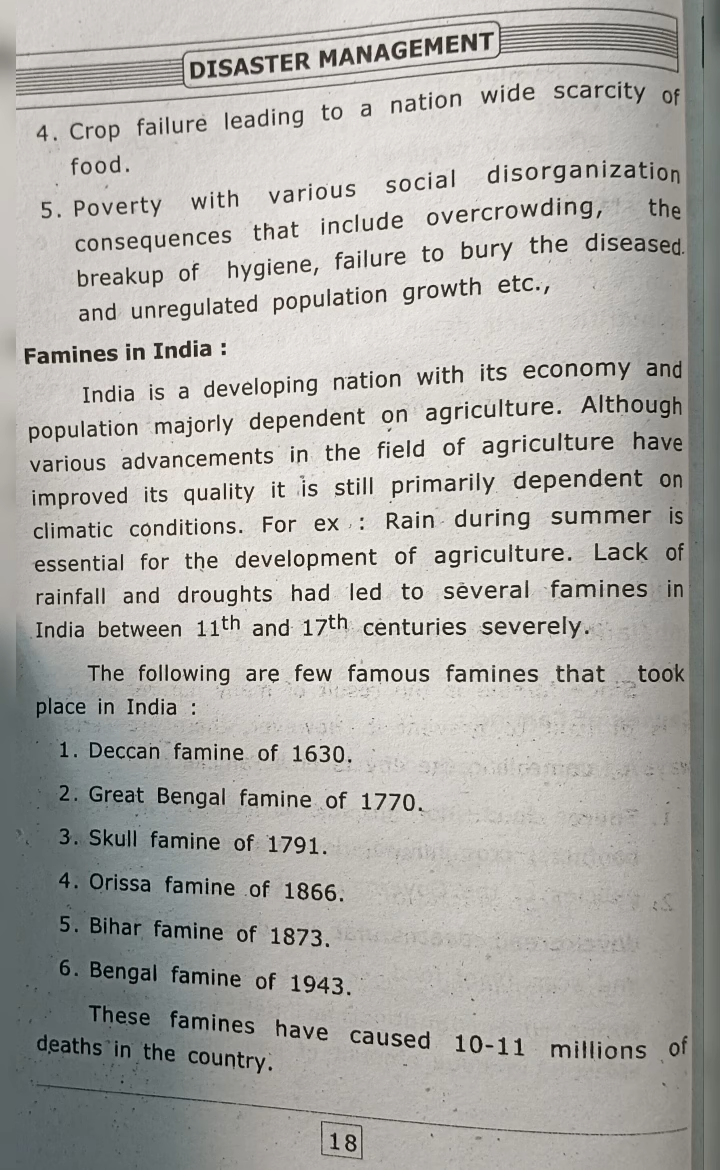 DISASTER MANAGEMENT
4. Crop failure leading to a nation wide scarcity of
food.
5. Poverty with various social disorganization
consequences that include overcrowding, the
breakup of hygiene, failure to bury the diseased
and unregulated population growth etc.,
Famines in India :
India is a developing nation with its economy and
population majorly dependent on agriculture. Although
various advancements in the field of agriculture have
improved its quality it is still primarily dependent on
climatic conditions. For ex : Rain during summer is
essential for the development of agriculture. Lack of
rainfall and droughts had led to several famines in
India between 11th and 17th centuries severely.
The following are few famous famines that took
place in India :
1. Deccan famine of 1630.
2. Great Bengal famine of 1770.
3. Skull famine of 1791.
4. Orissa famine of 1866.
5. Bihar famine of 1873.
6. Bengal famine of 1943.
These famines have caused 10-11 millions of
deaths in the country.
18